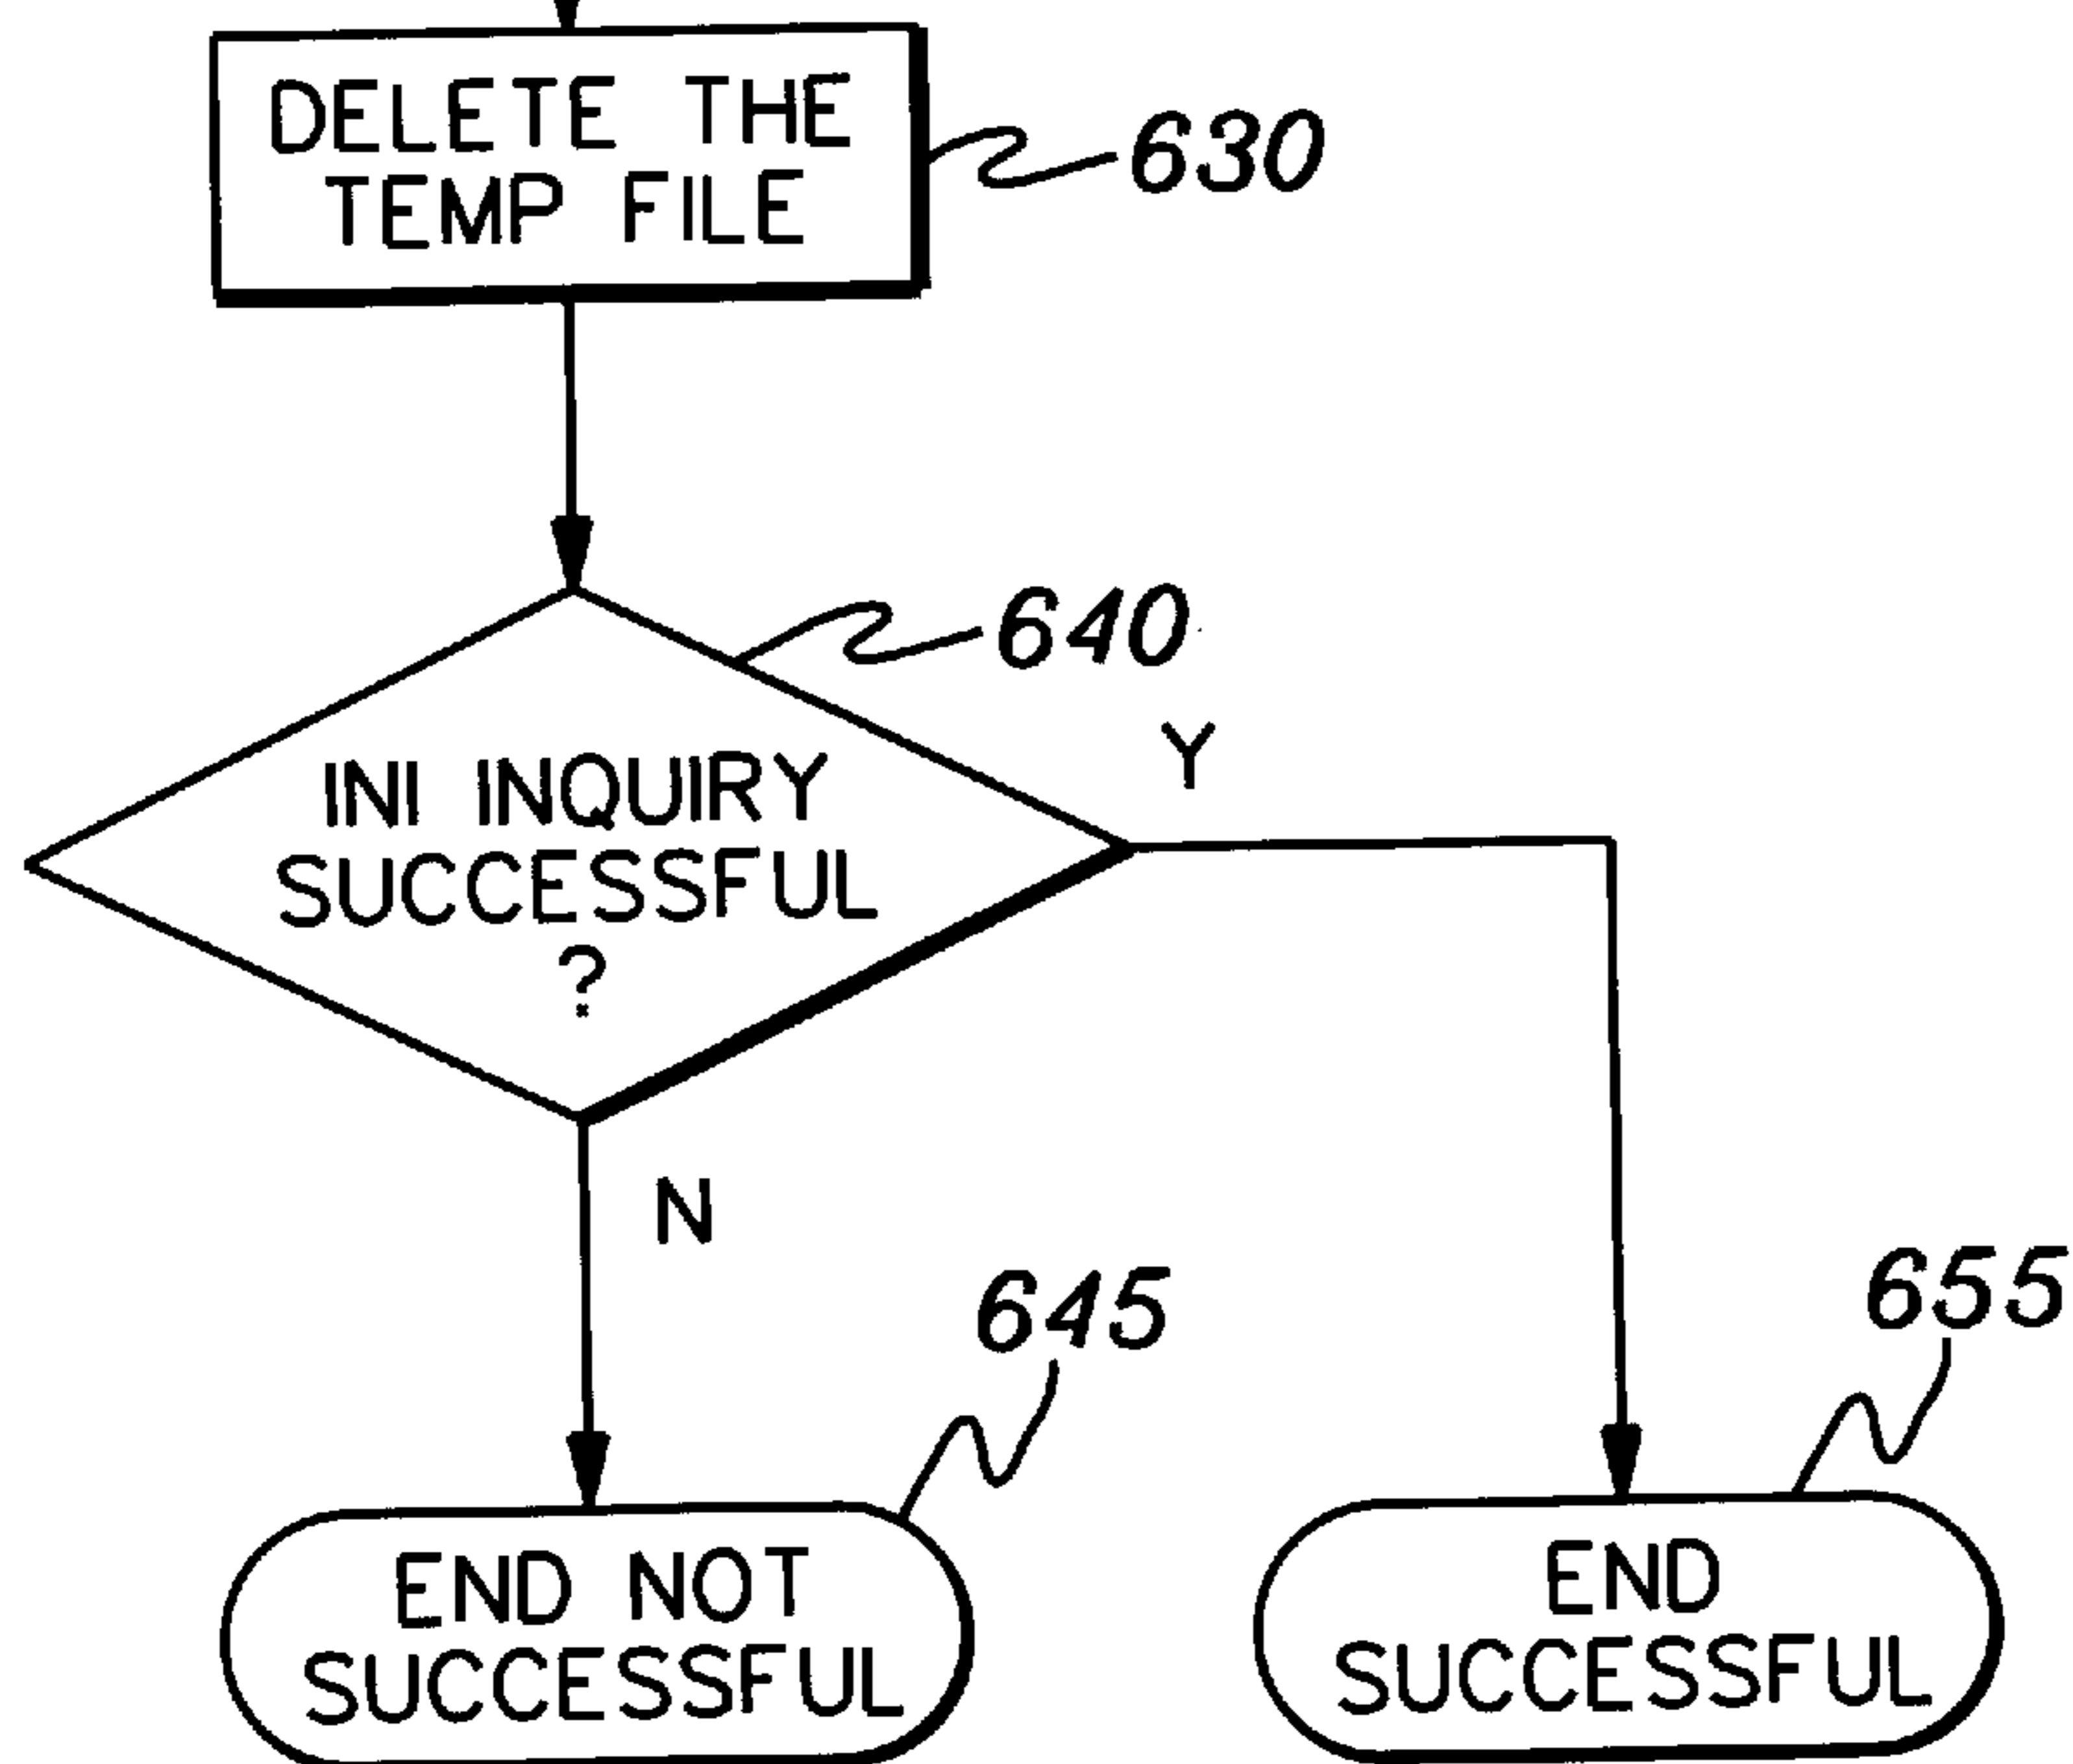 DELETE THE
TEMP FILE
630
640
INI INQUIRY
SUCCESSFUL
?
Y
N
645
655
END NOT
SUCCESSFUL
END
SUCCESSFUL